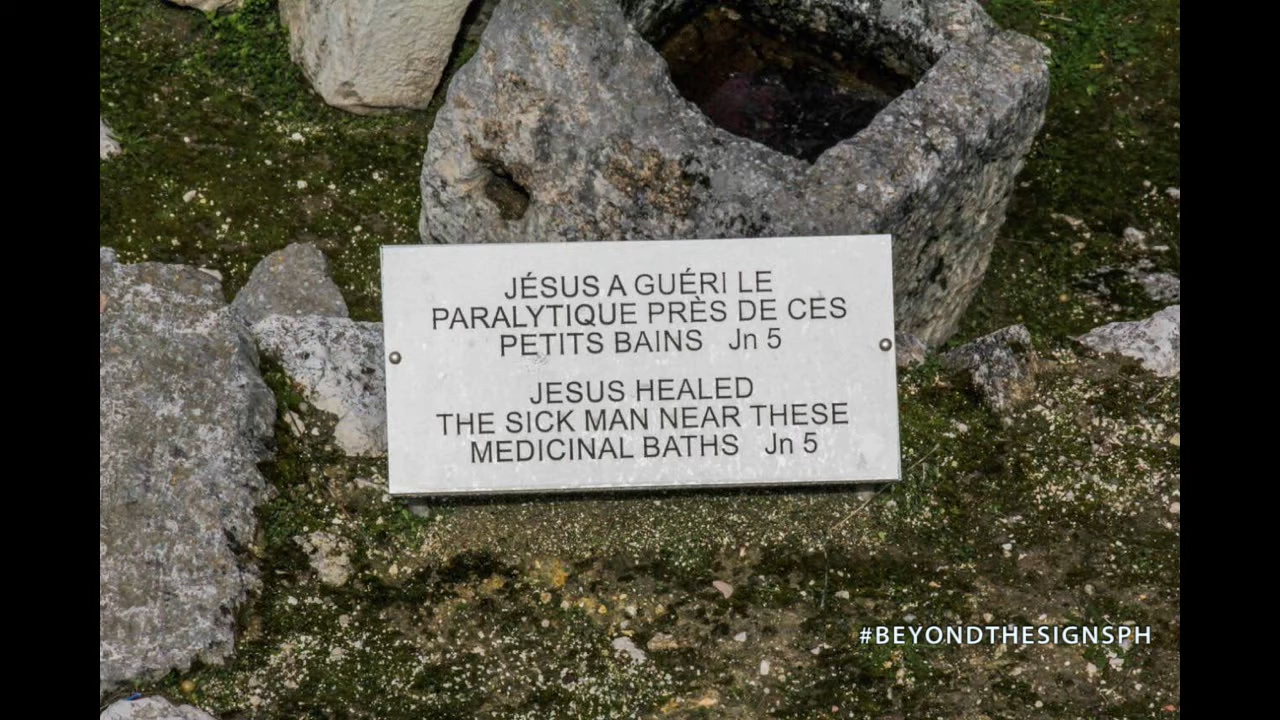 JÉSUS A GUÉRI LE
PARALYTIQUE PRÈS DE CES
PETITS BAINS Jn 5
JESUS HEALED
THE SICK MAN NEAR THESE
MEDICINAL BATHS Jn 5
#BEYONDTHESIGNSPH